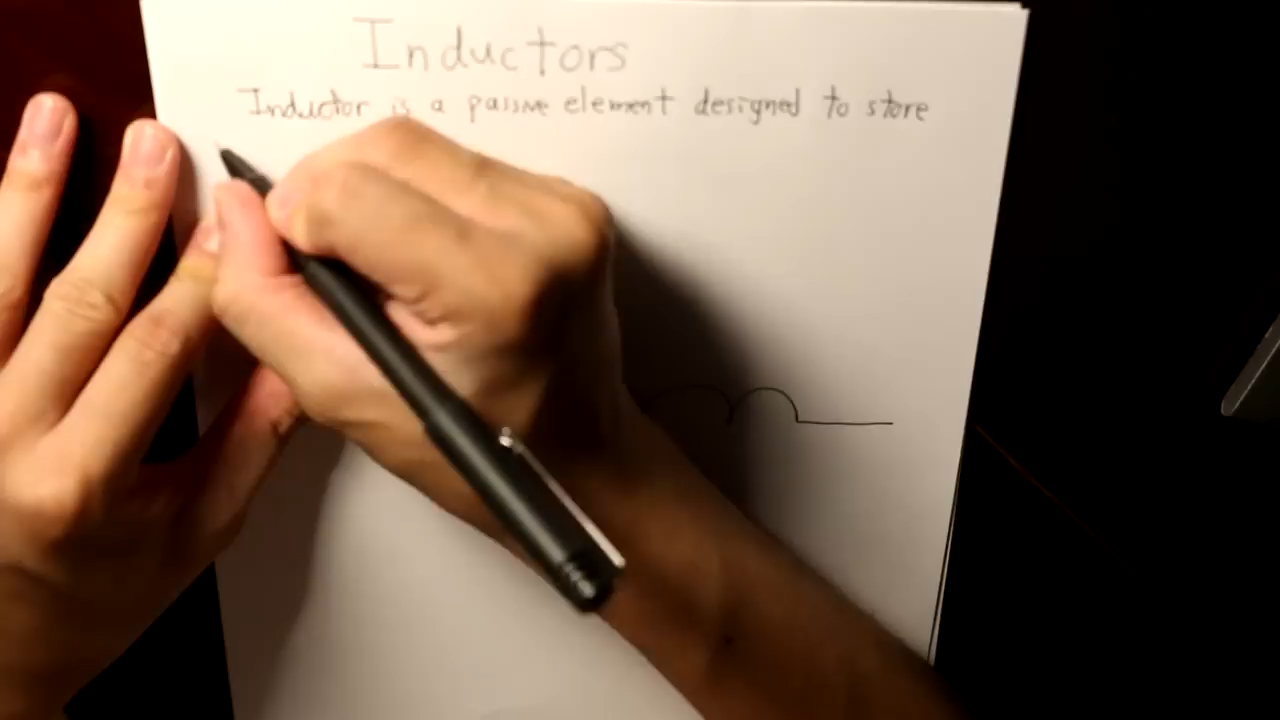 Inductors
Inductor is a passive element designed to store